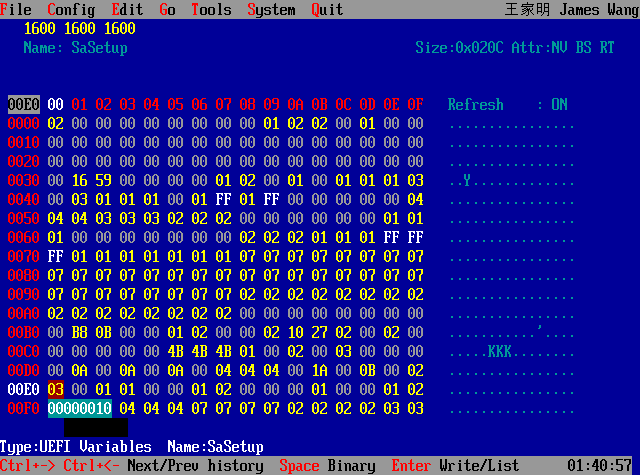 File Config Edit Go Tools System Quit 王家明 James Wang
1600 1600 1600
Name: SaSetup Size:0x020C Attr:NV BS RT
00E0 00 01 02 03 04 05 06 07 08 09 0A 0B 0C 0D 0E 0F Refresh : ON
0000 02 00 00 00 00 00 00 00 00 01 02 02 00 01 00 00 ................
0010 00 00 00 00 00 00 00 00 00 00 00 00 00 00 00 00 ................
0020 00 00 00 00 00 00 00 00 00 00 00 00 00 00 00 00 ................
0030 00 16 59 00 00 00 00 01 02 00 01 00 01 01 01 03 ..Y.............
0040 00 03 01 01 01 00 01 FF 01 FF 00 00 00 00 00 04 ................
0050 04 04 03 03 03 02 02 02 00 00 00 00 00 00 01 01 ................
0060 01 00 00 00 00 00 00 00 02 02 02 01 01 01 FF FF ................
0070 FF 01 01 01 01 01 01 07 07 07 07 07 07 07 07 07 ................
0080 07 07 07 07 07 07 07 07 07 07 07 07 07 07 07 07 ................
0090 07 07 07 07 07 07 07 02 02 02 02 02 02 02 02 02 ................
00A0 02 02 02 02 02 02 02 00 00 00 00 00 00 00 00 00 ................
00B0 00 B8 0B 00 00 01 02 00 00 02 10 27 02 00 02 00 ...........'....
00C0 00 00 00 00 00 4B 4B 4B 01 00 02 00 03 00 00 00 .....KKK........
00D0 00 0A 00 0A 00 0A 00 04 04 04 00 1A 00 0B 00 02 ................
00E0 03 00 01 01 00 00 01 02 00 00 00 01 00 00 01 02 ................
00F0 00000010 04 04 04 07 07 07 07 02 02 02 02 03 03 ................
Type:UEFI Variables Name:SaSetup
Ctrl+-> Ctrl+<- Next/Prev history Space Binary Enter Write/List 01:40:57